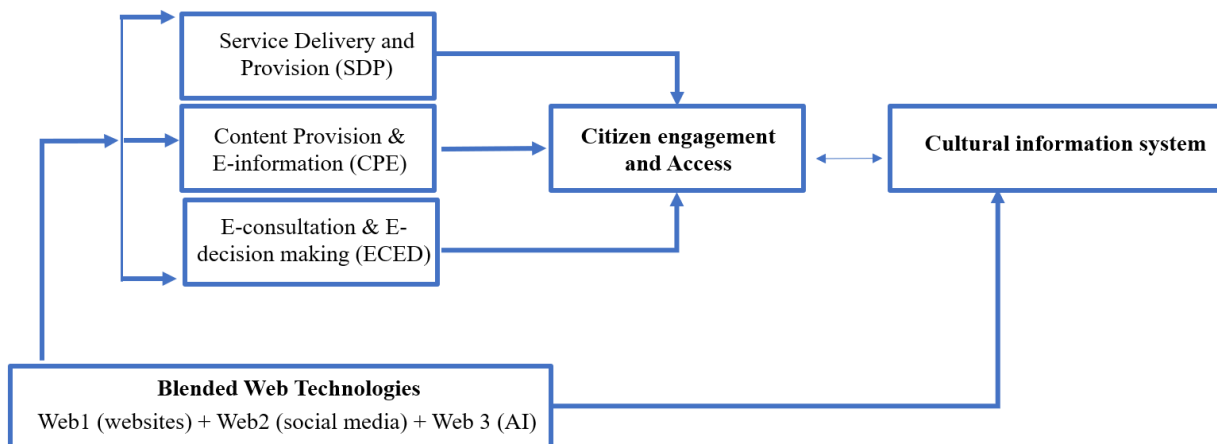 Service Delivery and
Provision (SDP)
Content Provision &
E-information (CPE)
E-consultation & E-
decision making (ECED)
Citizen engagement
and Access
Cultural information system
Blended Web Technologies
Web1 (websites) + Web2 (social media) + Web 3 (AI)